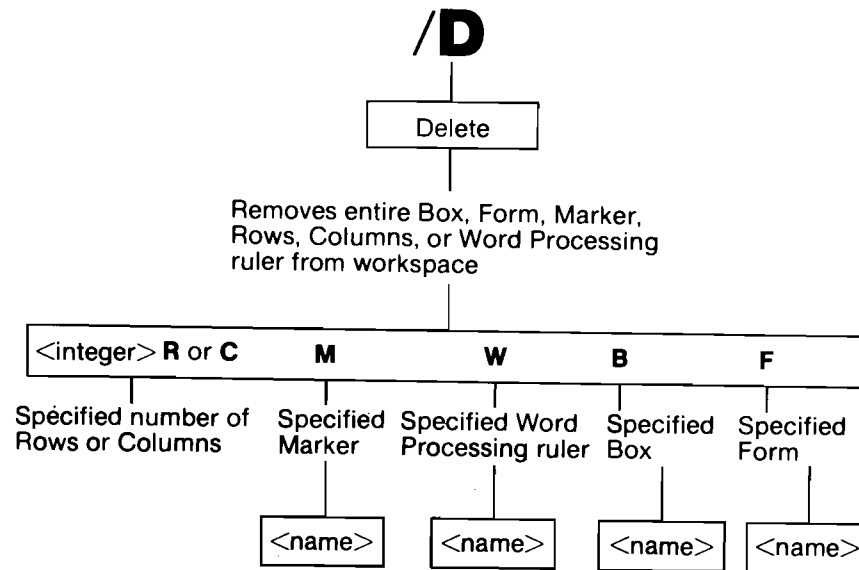 /D
Delete
Removes entire Box, Form, Marker,
Rows, Columns, or Word Processing
ruler from workspace
<integer> R or C M W B F
Specified number of
Rows or Columns
Specified
Marker
Specified Word
Processing ruler
Specified
Box
Specified
Form
<name> <name> <name> <name>